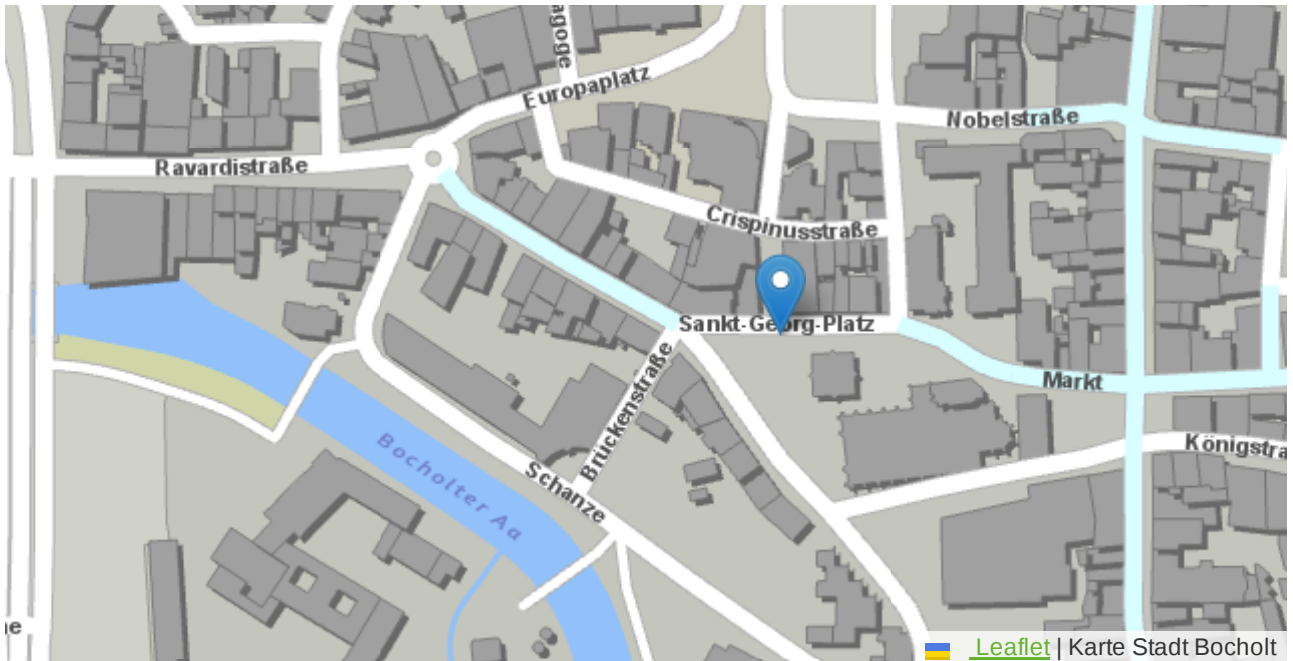 agoge
Europaplatz
Nobelstraße
Ravardistraße
Crispinusstraße
Sankt-Georg-Platz
Markt
Brückenstraße
Königstra
Bocholter Aa
Schanze
Leaflet | Karte Stadt Bocholt